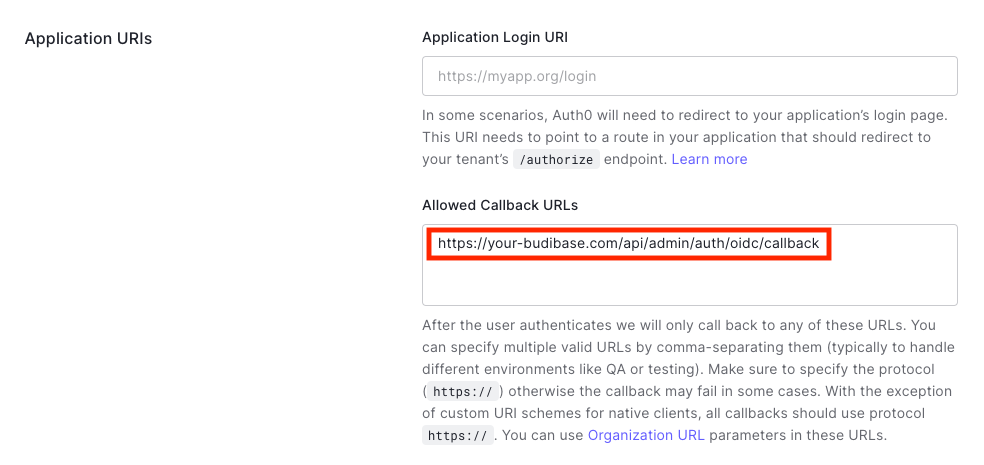 Application URIs
Application Login URI
https://myapp.org/login
In some scenarios, Auth0 will need to redirect to your application’s login page.
This URI needs to point to a route in your application that should redirect to
your tenant’s /authorize endpoint. Learn more
Allowed Callback URLs
https://your-budibase.com/api/admin/auth/oidc/callback
After the user authenticates we will only call back to any of these URLs. You
can specify multiple valid URLs by comma-separating them (typically to handle
different environments like QA or testing). Make sure to specify the protocol
( https:// ) otherwise the callback may fail in some cases. With the exception
of custom URI schemes for native clients, all callbacks should use protocol
https:// . You can use Organization URL parameters in these URLs.